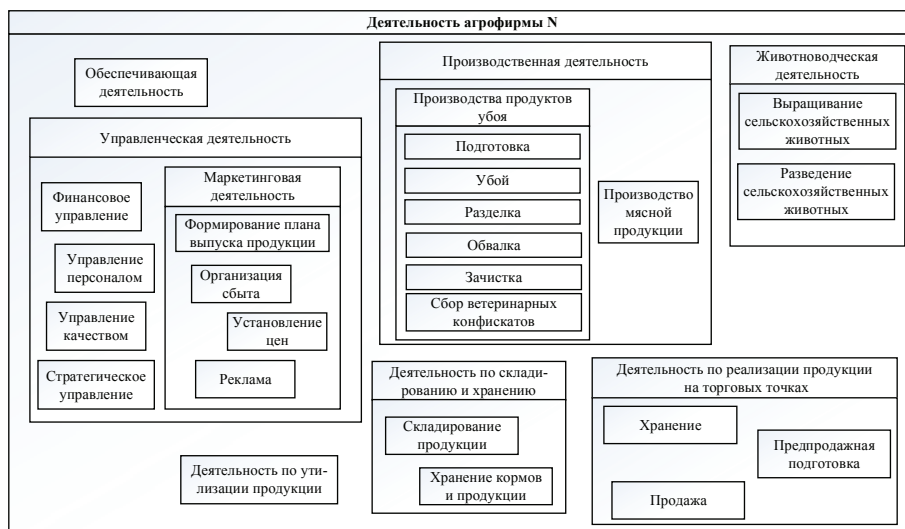 Деятельность агрофирмы N
Обеспечивающая
деятельность
Управленческая деятельность
Финансовое
управление
Управление
персоналом
Управление
качеством
Стратегическое
управление
Маркетинговая
деятельность
Формирование плана
выпуска продукции
Организация
сбыта
Установление
цен
Реклама
Производственная деятельность
Производства продуктов
убоя
Подготовка
Убой
Разделка
Обвалка
Зачистка
Сбор ветеринарных
конфискатов
Производство
мясной
продукции
Животноводческая
деятельность
Выращивание
сельскохозяйственных
животных
Разведение
сельскохозяйственных
животных
Деятельность по ути-
лизации продукции
Деятельность по склади-
рованию и хранению
Складирование
продукции
Хранение кормов
и продукции
Деятельность по реализации продукции
на торговых точках
Хранение
Предпродажная
подготовка
Продажа